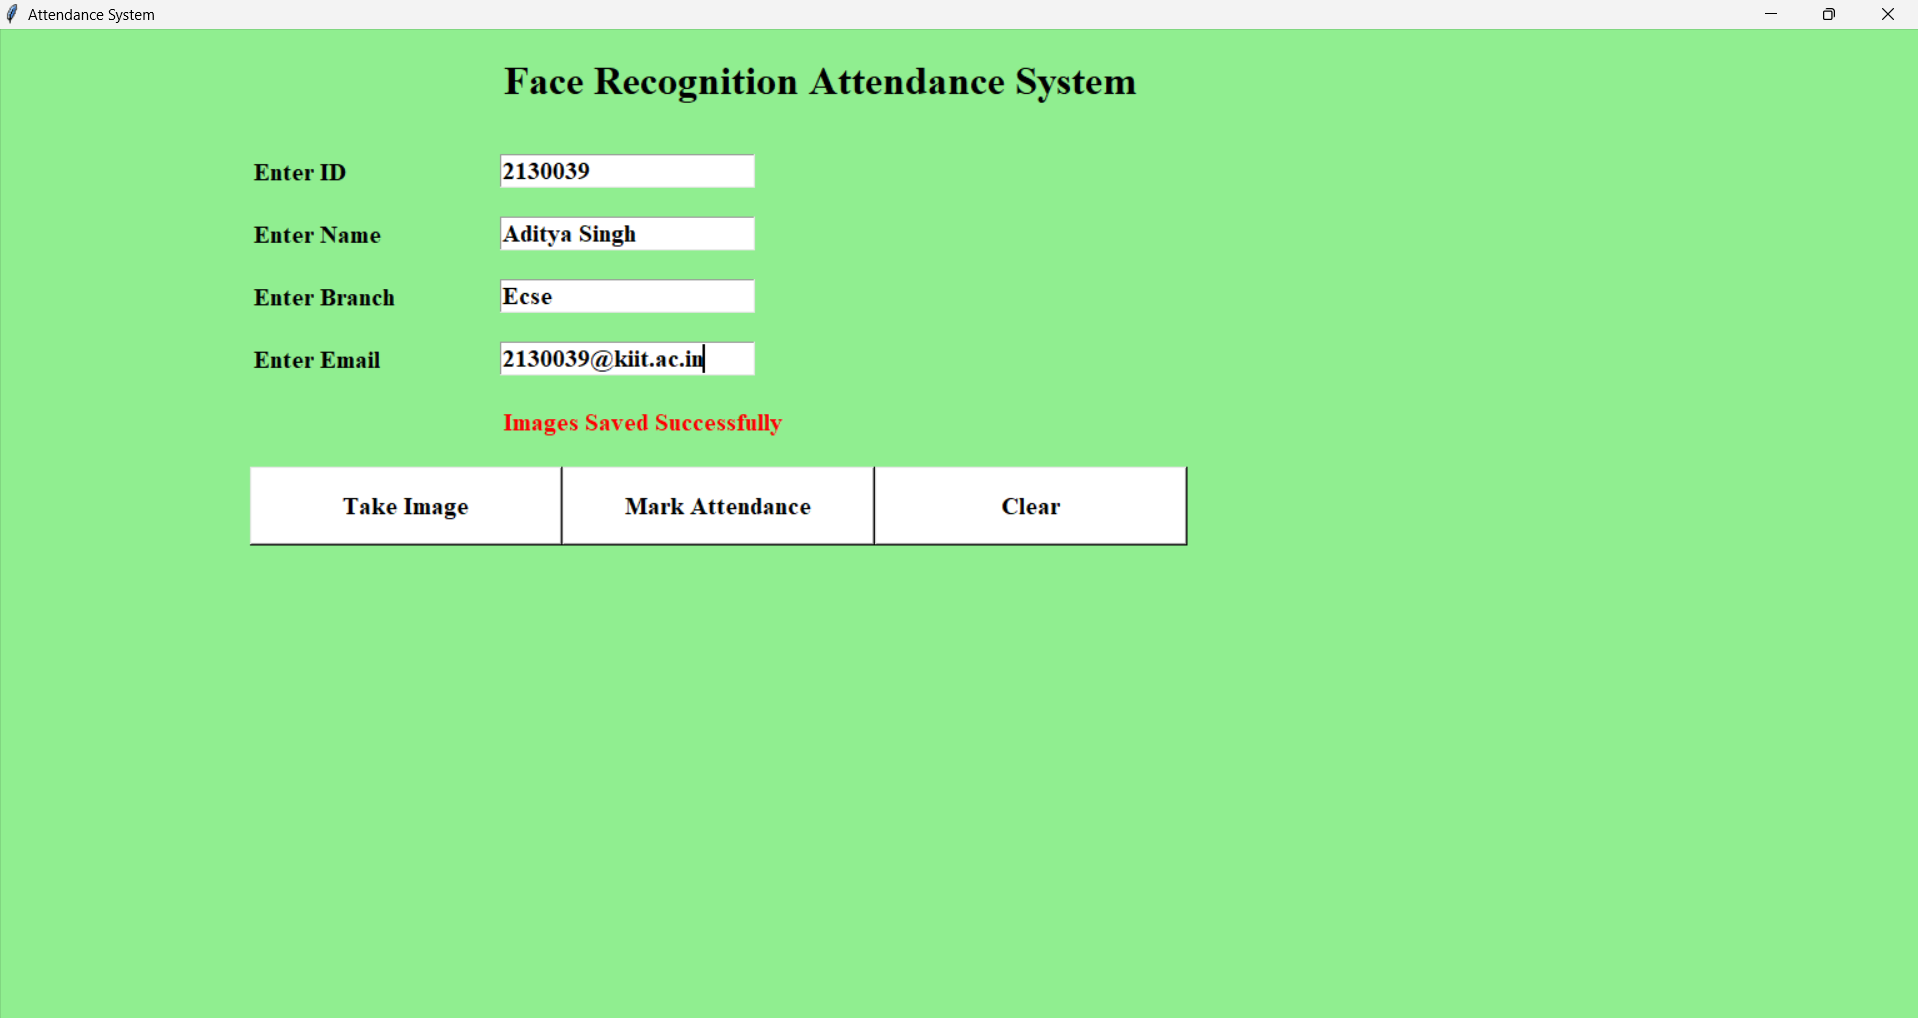 Attendance System
Face Recognition Attendance System
Enter ID 2130039
Enter Name Aditya Singh
Enter Branch Ecse
Enter Email 2130039@kiit.ac.in
Images Saved Successfully
Take Image Mark Attendance Clear